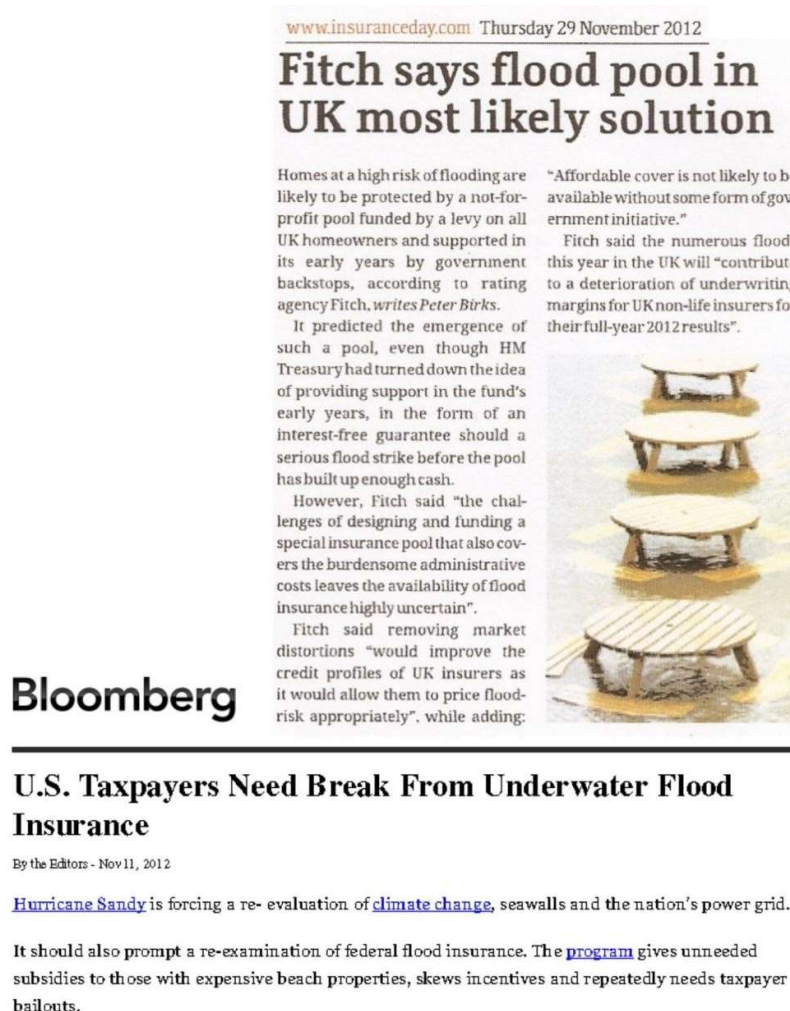 www.insuranceday.com Thursday 29 November 2012
Fitch says flood pool in
UK most likely solution
Homes at a high risk of flooding are
likely to be protected by a not-for-
profit pool funded by a levy on all
UK homeowners and supported in
its early years by government
backstops, according to rating
agency Fitch, writes Peter Birks.
It predicted the emergence of
such a pool, even though HM
Treasury had turned down the idea
of providing support in the fund's
early years, in the form of an
interest-free guarantee should a
serious flood strike before the pool
has built up enough cash.
However, Fitch said "the chal-
lenges of designing and funding a
special insurance pool that also cov-
ers the burdensome administrative
costs leaves the availability of flood
insurance highly uncertain".
Fitch said removing market
distortions "would improve the
credit profiles of UK insurers as
it would allow them to price flood-
risk appropriately", while adding:
"Affordable cover is not likely to b
available without some form of gov
ernment initiative."
Fitch said the numerous flood
this year in the UK will "contribut
to a deterioration of underwritin
margins for UK non-life insurers fo
their full-year 2012 results".
Bloomberg
U.S. Taxpayers Need Break From Underwater Flood
Insurance
By the Editors - Nov 11, 2012
Hurricane Sandy is forcing a re- evaluation of climate change, seawalls and the nation's power grid.
It should also prompt a re-examination of federal flood insurance. The program gives unneeded
subsidies to those with expensive beach properties, skews incentives and repeatedly needs taxpayer
bailouts.